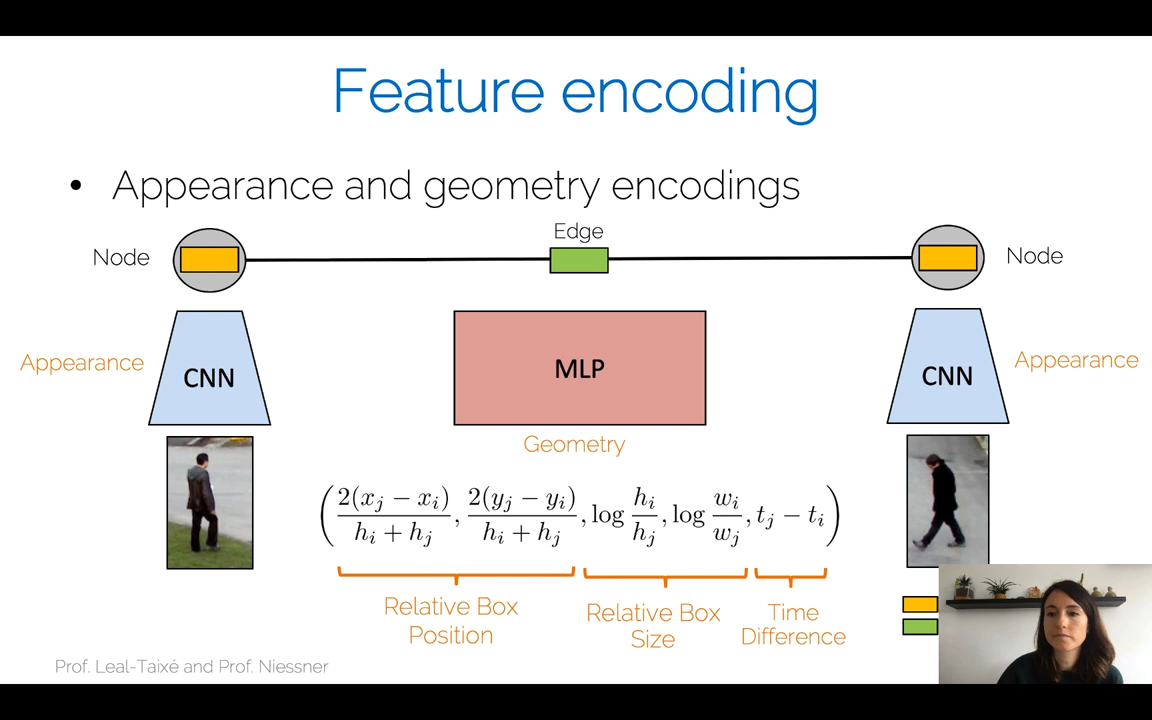 Feature encoding
• Appearance and geometry encodings
Edge
Node
Node
Appearance
CNN
MLP
CNN
Appearance
Geometry
(2(x_j − x_i)/(h_i + h_j), 2(y_j − y_i)/(h_i + h_j), log h_i/h_j, log w_i/w_j, t_j − t_i)
Relative Box Position
Relative Box Size
Time Difference
Prof. Leal-Taixé and Prof. Niessner